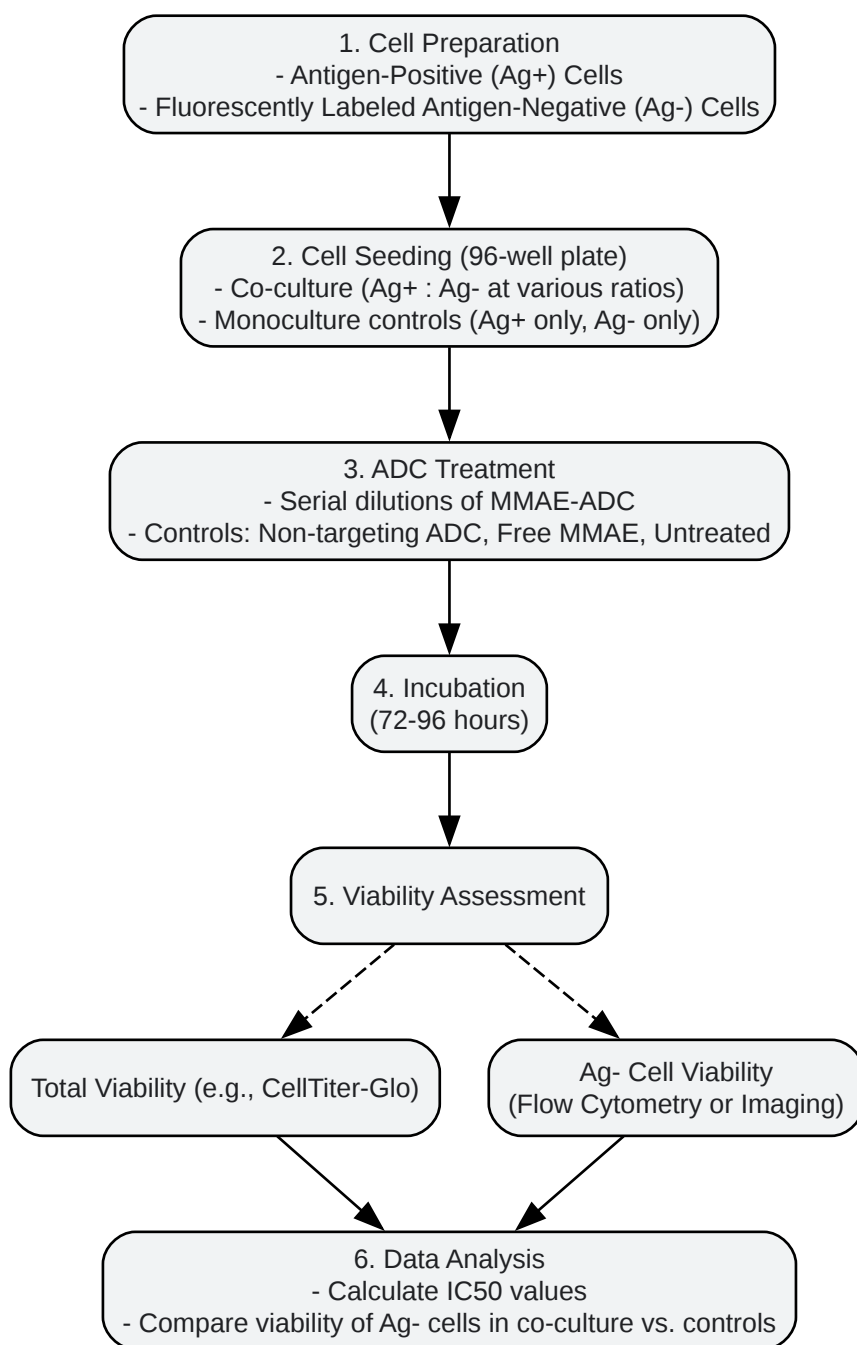 1. Cell Preparation
- Antigen-Positive (Ag+) Cells
- Fluorescently Labeled Antigen-Negative (Ag-) Cells
2. Cell Seeding (96-well plate)
- Co-culture (Ag+ : Ag- at various ratios)
- Monoculture controls (Ag+ only, Ag- only)
3. ADC Treatment
- Serial dilutions of MMAE-ADC
- Controls: Non-targeting ADC, Free MMAE, Untreated
4. Incubation
(72-96 hours)
5. Viability Assessment
Total Viability (e.g., CellTiter-Glo)
Ag- Cell Viability
(Flow Cytometry or Imaging)
6. Data Analysis
- Calculate IC50 values
- Compare viability of Ag- cells in co-culture vs. controls